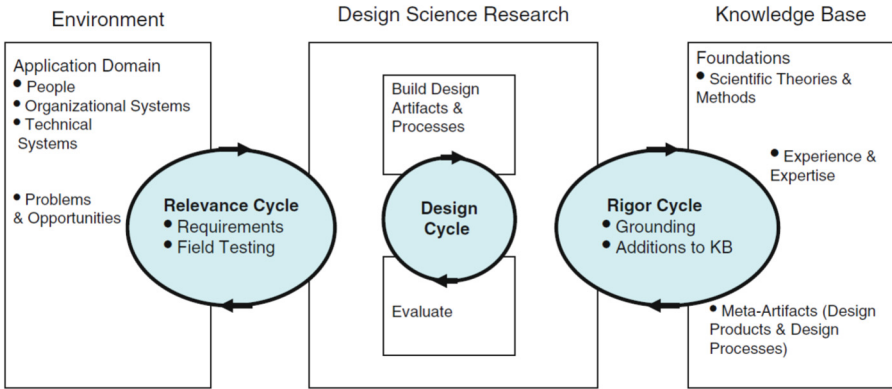 Environment
Design Science Research
Knowledge Base
Application Domain
• People
• Organizational Systems
• Technical
Systems
• Problems
& Opportunities
Relevance Cycle
• Requirements
• Field Testing
Build Design
Artifacts &
Processes
Design
Cycle
Evaluate
Rigor Cycle
• Grounding
• Additions to KB
Foundations
• Scientific Theories &
Methods
• Experience &
Expertise
• Meta-Artifacts (Design
Products & Design
Processes)